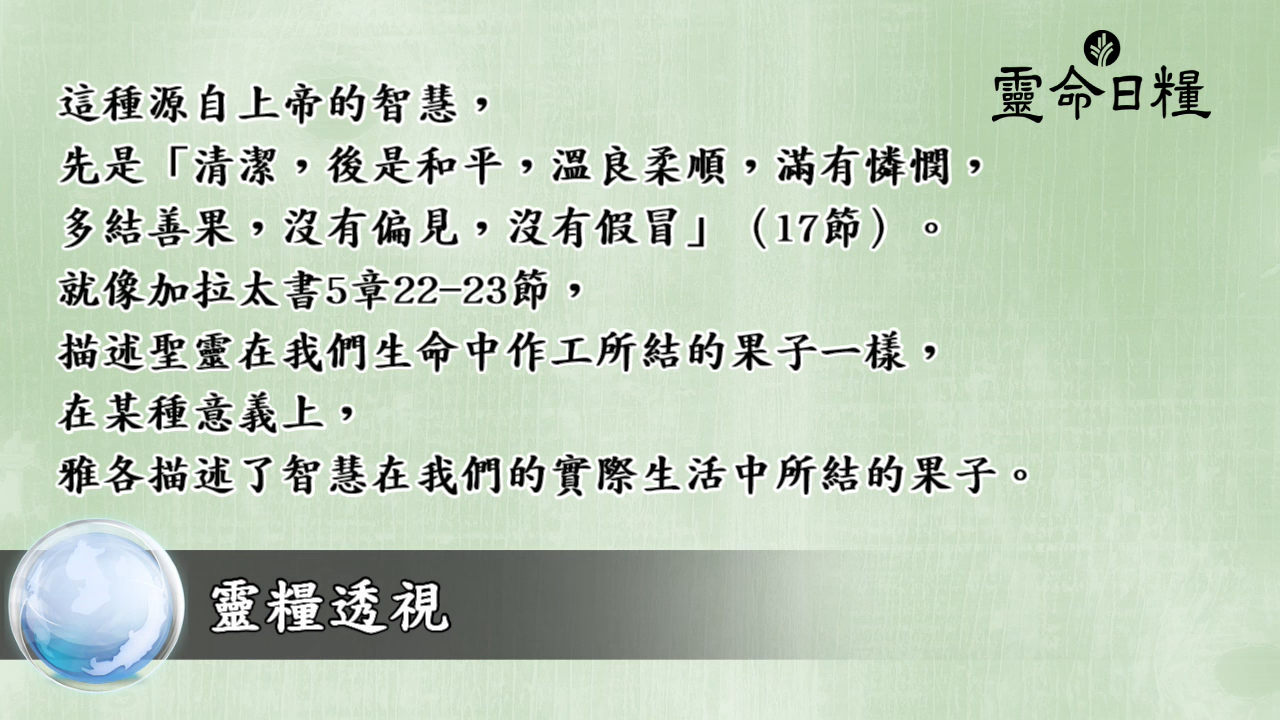 靈命日糧
這種源自上帝的智慧，
先是「清潔，後是和平，溫良柔順，滿有憐憫，
多結善果，沒有偏見，沒有假冒」（17節）。
就像加拉太書5章22-23節，
描述聖靈在我們生命中作工所結的果子一樣，
在某種意義上，
雅各描述了智慧在我們的實際生活中所結的果子。
靈糧透視